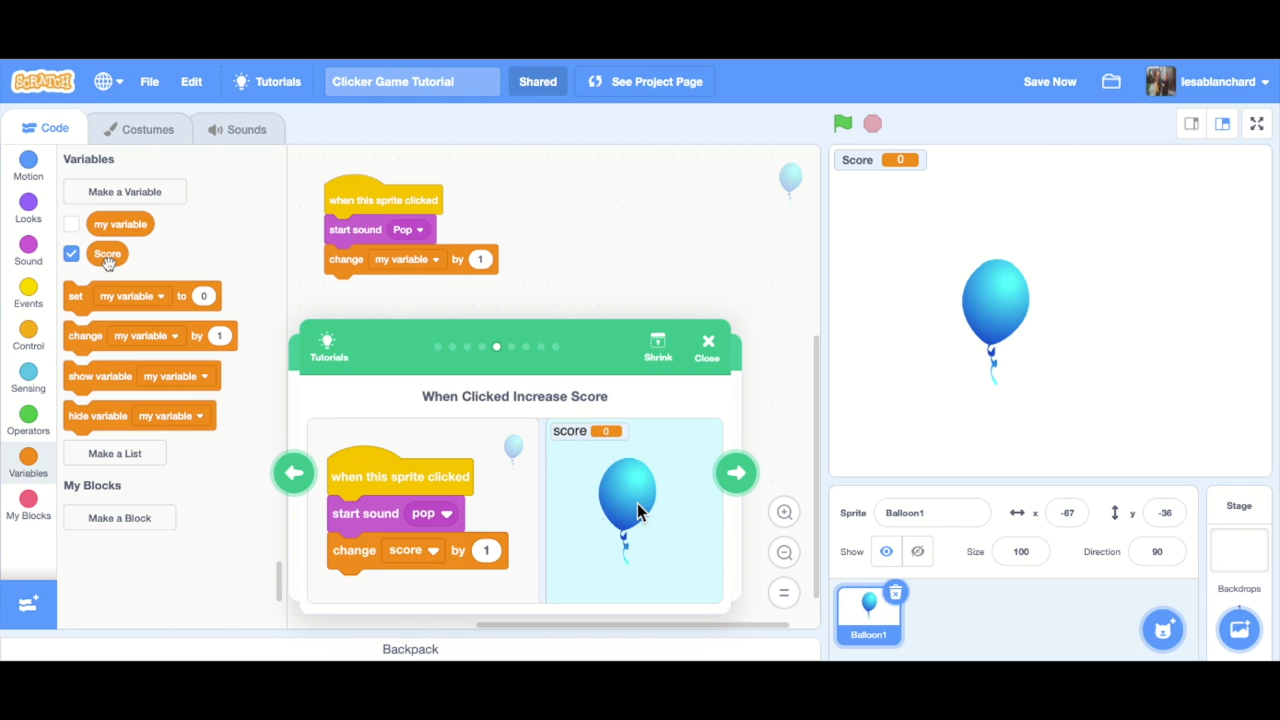 SCRATCH
File
Edit
Tutorials
Clicker Game Tutorial
Shared
See Project Page
Save Now
lesablanchard
Code
Costumes
Sounds
Motion
Looks
Sound
Events
Control
Sensing
Operators
Variables
My Blocks
Variables
Make a Variable
my variable
Score
set my variable to 0
change my variable by 1
show variable my variable
hide variable my variable
Make a List
My Blocks
Make a Block
when this sprite clicked
start sound Pop
change my variable by 1
Tutorials
Shrink
Close
When Clicked Increase Score
when this sprite clicked
start sound pop
change score by 1
score 0
Backpack
Score 0
Sprite Balloon1 x -67 y -36
Show Size 100 Direction 90
Balloon1
Stage
Backdrops
1